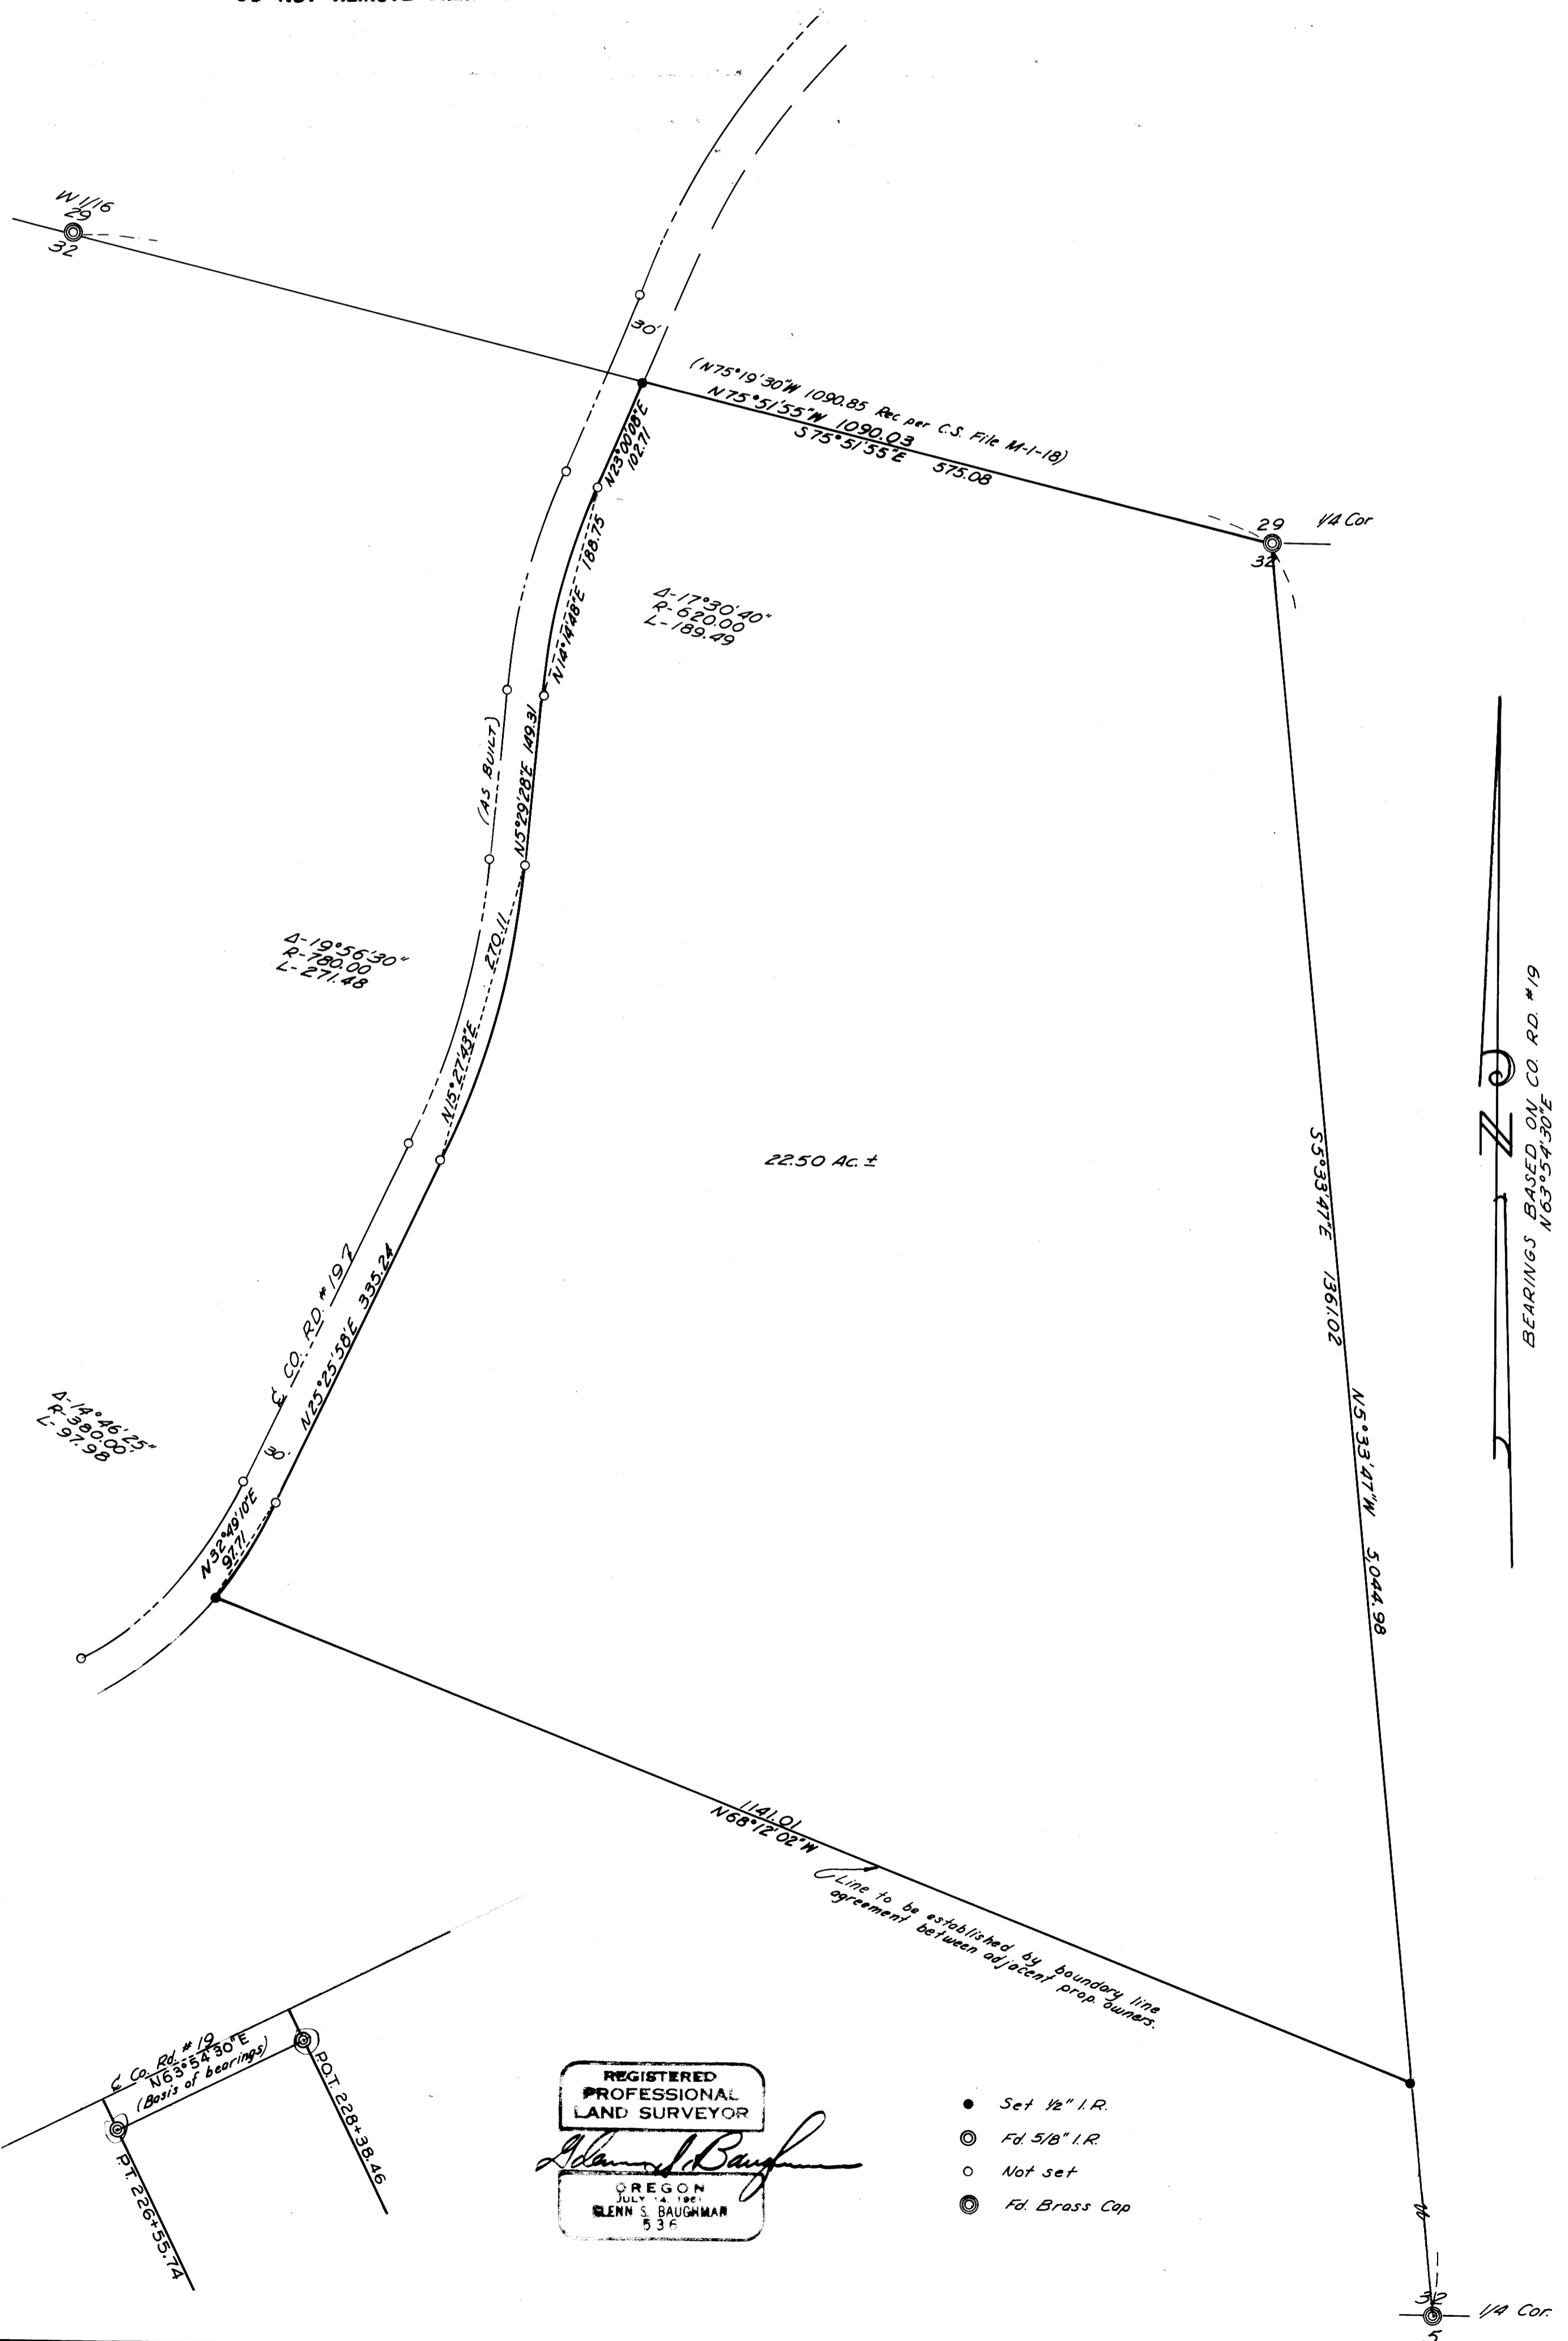 W 1/16
29
32
30'
(N75°19'30"W 1090.85 Rec per C.S. File M-1-18)
N75°51'55"W 1090.03
S75°51'55"E 575.08
N23°00'08"E
102.71
29 1/4 Cor
32
N14°14'48"E 188.75
Δ-17°30'40"
R-620.00
L-189.49
(AS BUILT)
N5°29'28"E 149.31
Δ-19°56'30"
R-780.00
L-271.48
N15°27'43"E 270.11
22.50 Ac. ±
S5°33'47"E 1361.02
N5°33'47"W 5,044.98
N
BEARINGS BASED ON CO. RD. #19
N63°54'30"E
℄ CO. RD. #19
N25°25'58"E 335.24
Δ-14°46'25"
R-380.00'
L-97.98
30'
N32°49'10"E
97.71
1141.01
N68°12'02"W
Line to be established by boundary line
agreement between adjacent prop. owners.
℄ Co. Rd. #19
N63°54'30"E
(Basis of bearings)
P.O.T. 228+38.46
P.T. 226+55.74
REGISTERED
PROFESSIONAL
LAND SURVEYOR
Glenn S. Baughman
OREGON
JULY 14, 1961
GLENN S. BAUGHMAN
536
Set 1/2" I.R.
Fd. 5/8" I.R.
Not set
Fd. Brass Cap
32
5
1/4 Cor.